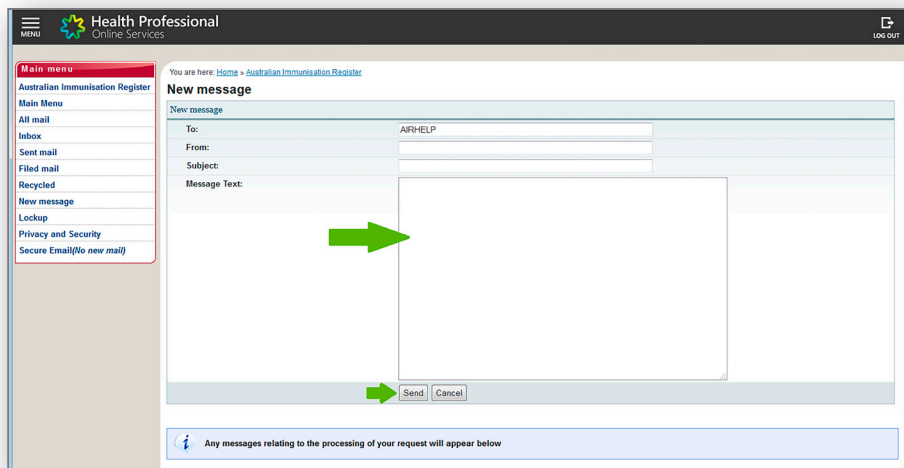 MENU
Health Professional
Online Services
LOG OUT
Main menu
Australian Immunisation Register
Main Menu
All mail
Inbox
Sent mail
Filed mail
Recycled
New message
Lockup
Privacy and Security
Secure Email(No new mail)
You are here: Home » Australian Immunisation Register
New message
New message
To: AIRHELP
From:
Subject:
Message Text:
Send Cancel
i
Any messages relating to the processing of your request will appear below